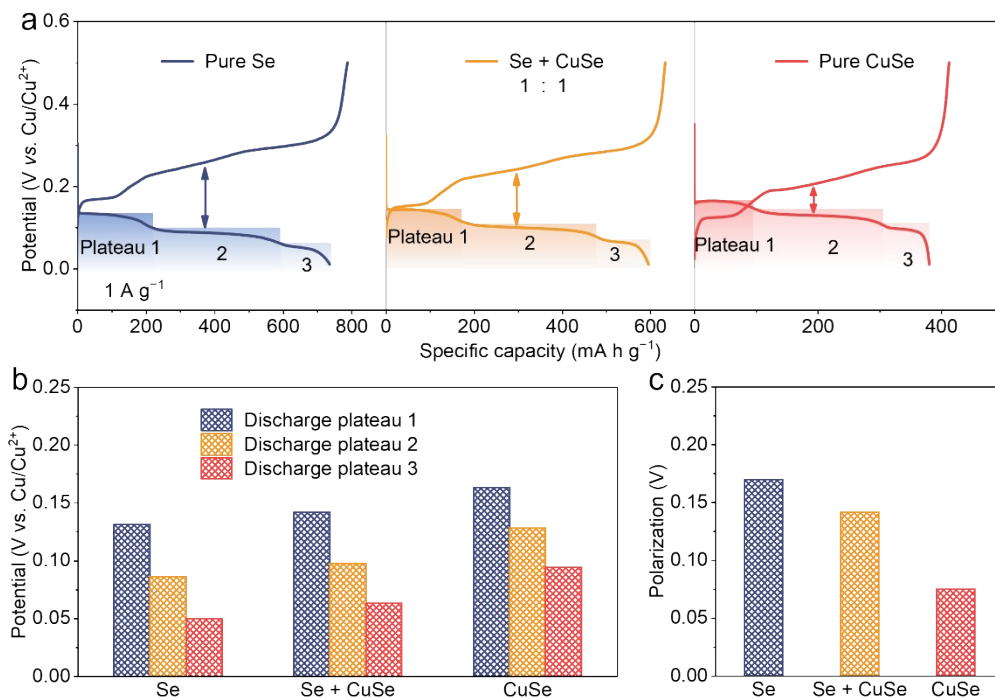 a
Potential (V vs. Cu/Cu²⁺)
0.6
0.4
0.2
0.0
Pure Se
Plateau 1
2
3
1 A g⁻¹
0 200 400 600 800
Se + CuSe
1 : 1
Plateau 1
2
3
0 200 400 600
Pure CuSe
Plateau 1
2
3
0 200 400
Specific capacity (mA h g⁻¹)
b
Potential (V vs. Cu/Cu²⁺)
0.25
0.20
0.15
0.10
0.05
0.00
Discharge plateau 1
Discharge plateau 2
Discharge plateau 3
Se Se + CuSe CuSe
c
Polarization (V)
0.25
0.20
0.15
0.10
0.05
0.00
Se Se + CuSe CuSe